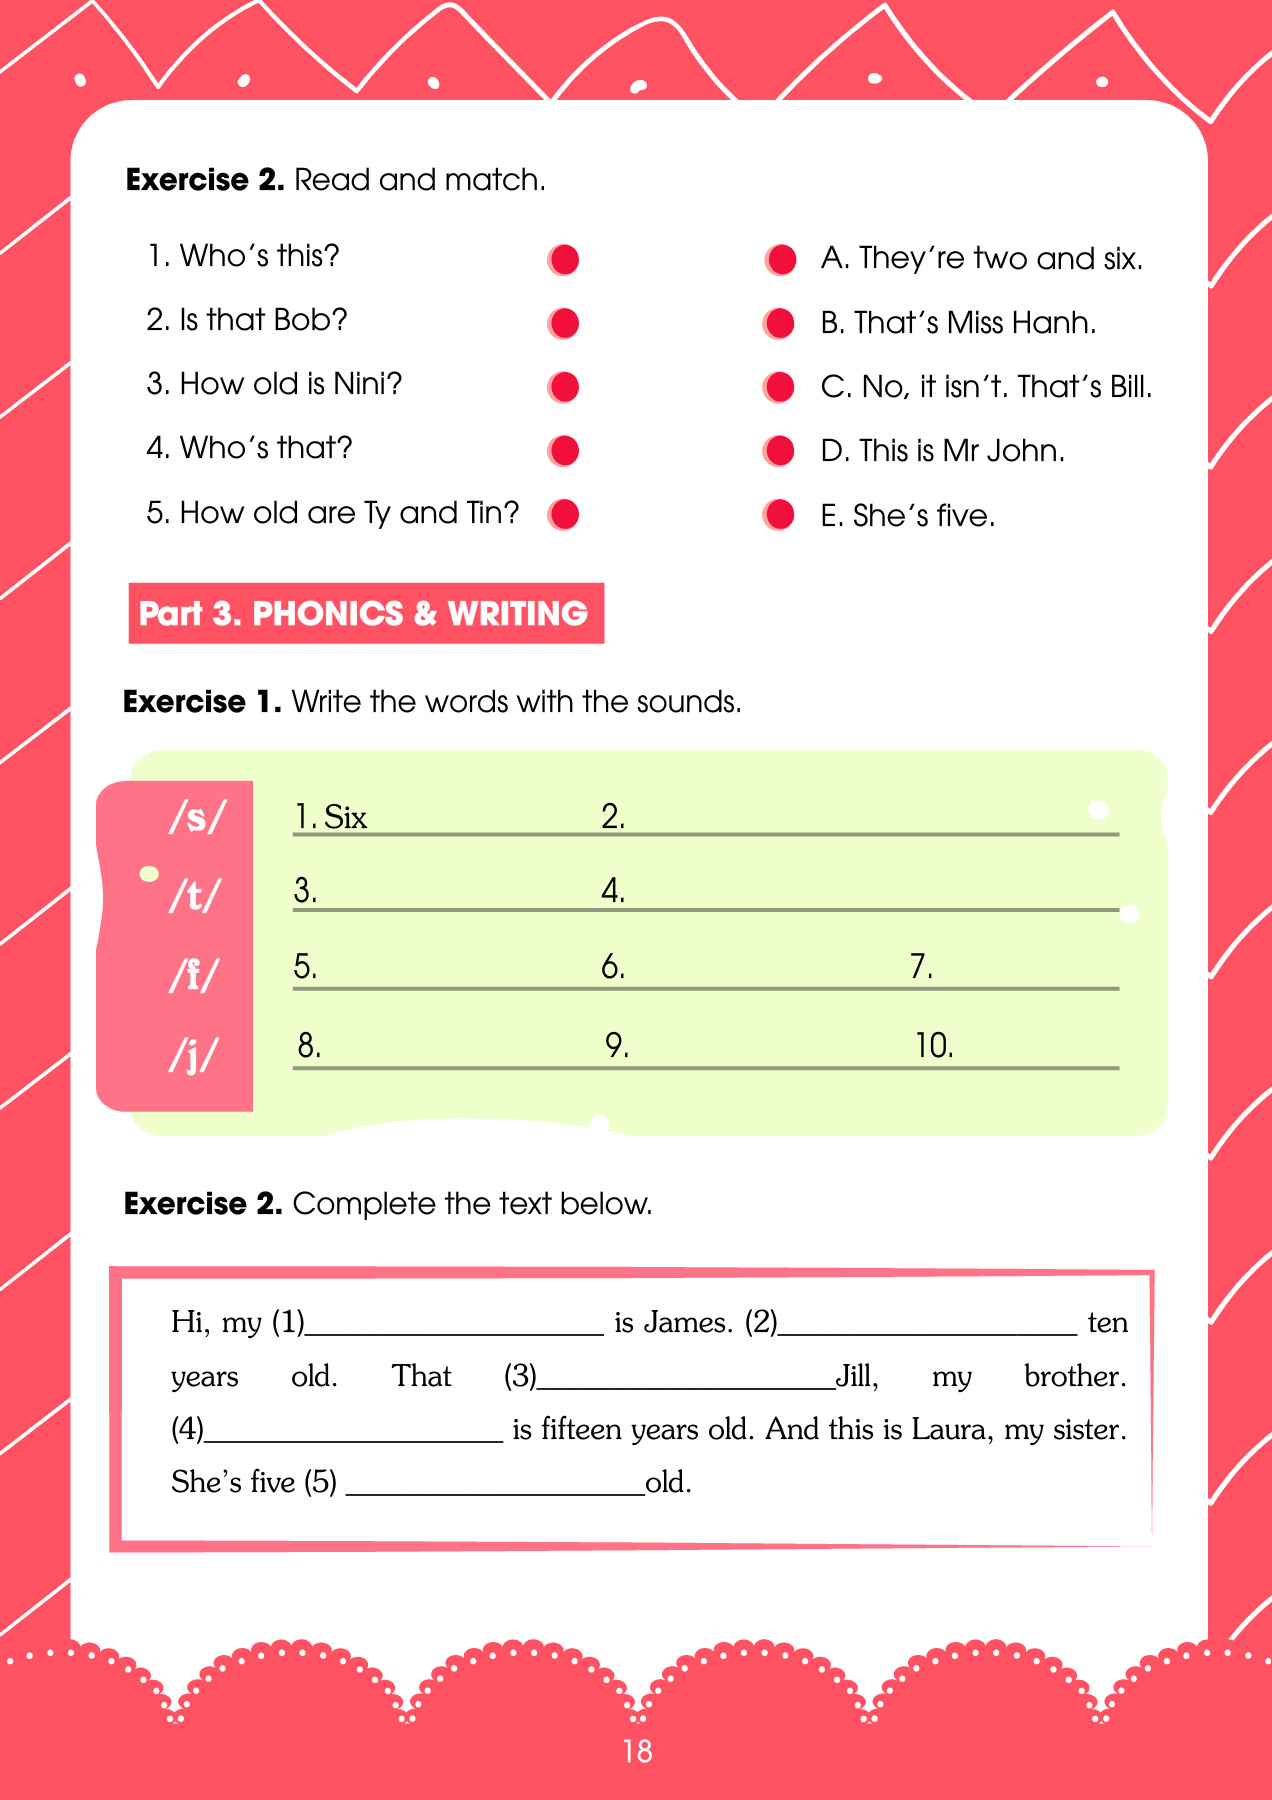 Exercise 2. Read and match.
1. Who's this?
A. They're two and six.
2. Is that Bob?
B. That's Miss Hanh.
3. How old is Nini?
C. No, it isn't. That's Bill.
4. Who's that?
D. This is Mr John.
5. How old are Ty and Tin?
E. She's five.
Part 3. PHONICS & WRITING
Exercise 1. Write the words with the sounds.
/s/ 1. Six 2.
/t/ 3. 4.
/f/ 5. 6. 7.
/j/ 8. 9. 10.
Exercise 2. Complete the text below.
Hi, my (1)____________________ is James. (2)____________________ ten
years old. That (3)____________________Jill, my brother.
(4)____________________ is fifteen years old. And this is Laura, my sister.
She's five (5) ____________________old.
18